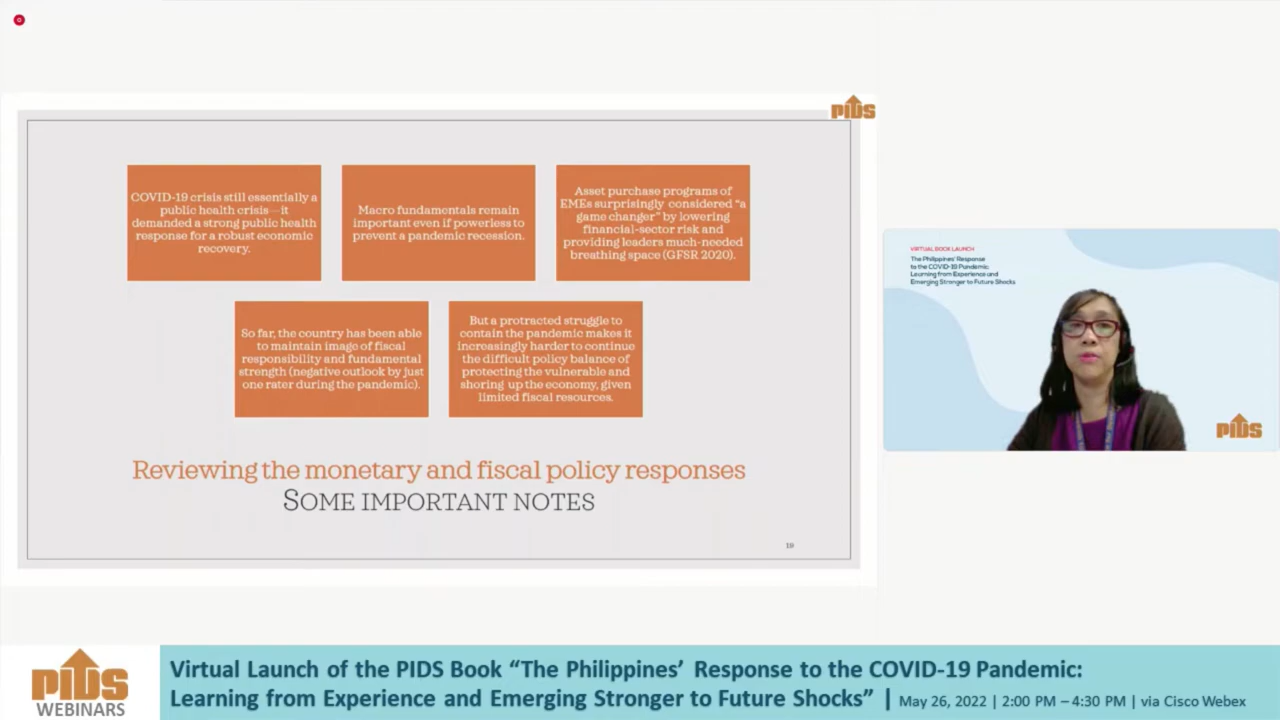 PIDS
COVID-19 crisis still essentially a
public health crisis—it
demanded a strong public health
response for a robust economic
recovery.
Macro fundamentals remain
important even if powerless to
prevent a pandemic recession.
Asset purchase programs of
EMEs surprisingly considered “a
game changer” by lowering
financial-sector risk and
providing leaders much-needed
breathing space (GFSR 2020).
So far, the country has been able
to maintain image of fiscal
responsibility and fundamental
strength (negative outlook by just
one rater during the pandemic).
But a protracted struggle to
contain the pandemic makes it
increasingly harder to continue
the difficult policy balance of
protecting the vulnerable and
shoring up the economy, given
limited fiscal resources.
Reviewing the monetary and fiscal policy responses
SOME IMPORTANT NOTES
19
VIRTUAL BOOK LAUNCH
The Philippines' Response
to the COVID-19 Pandemic:
Learning from Experience and
Emerging Stronger to Future Shocks
PIDS
PIDS
WEBINARS
Virtual Launch of the PIDS Book “The Philippines’ Response to the COVID-19 Pandemic:
Learning from Experience and Emerging Stronger to Future Shocks” | May 26, 2022 | 2:00 PM – 4:30 PM | via Cisco Webex